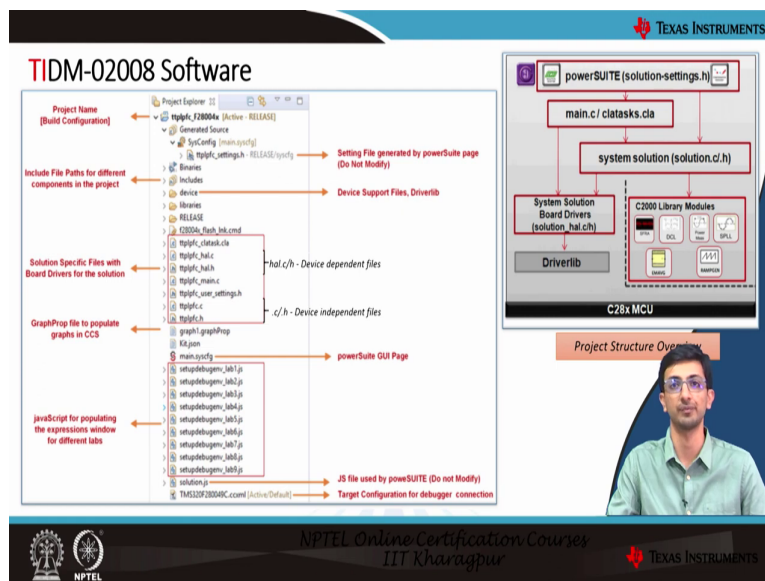 TEXAS INSTRUMENTS
TIDM-02008 Software
Project Name
[Build Configuration]
Include File Paths for different
components in the project
Solution Specific Files with
Board Drivers for the solution
GraphProp file to populate
graphs in CCS
javaScript for populating
the expressions window
for different labs
Project Explorer
ttplpfc_f28004x [Active - RELEASE]
Generated Source
SysConfig [main.syscfg]
ttplpfc_settings.h - RELEASE/syscfg
Binaries
Includes
device
libraries
RELEASE
f28004x_flash_lnk.cmd
ttplpfc_clatask.cla
ttplpfc_hal.c
ttplpfc_hal.h
ttplpfc_main.c
ttplpfc_user_settings.h
ttplpfc.c
ttplpfc.h
graph1.graphProp
Kit.json
main.syscfg
setupdebugenv_lab1.js
setupdebugenv_lab2.js
setupdebugenv_lab3.js
setupdebugenv_lab4.js
setupdebugenv_lab5.js
setupdebugenv_lab6.js
setupdebugenv_lab7.js
setupdebugenv_lab8.js
setupdebugenv_lab9.js
solution.js
TMS320F280049C.ccxml [Active/Default]
Setting File generated by powerSuite page
(Do Not Modify)
Device Support Files, Driverlib
hal.c/h - Device dependent files
.c/.h - Device independent files
powerSuite GUI Page
JS file used by poweSUITE (Do not Modify)
Target Configuration for debugger connection
powerSUITE (solution-settings.h)
main.c / clatasks.cla
system solution (solution.c/.h)
System Solution
Board Drivers
(solution_hal.c/h)
Driverlib
C2000 Library Modules
SFRA
DCL
Power
Meas
SPLL
EMAVG
RAMPGEN
C28x MCU
Project Structure Overv
NPTEL
NPTEL Online Certification Courses
IIT Kharagpur
TEXAS INSTRUMENTS